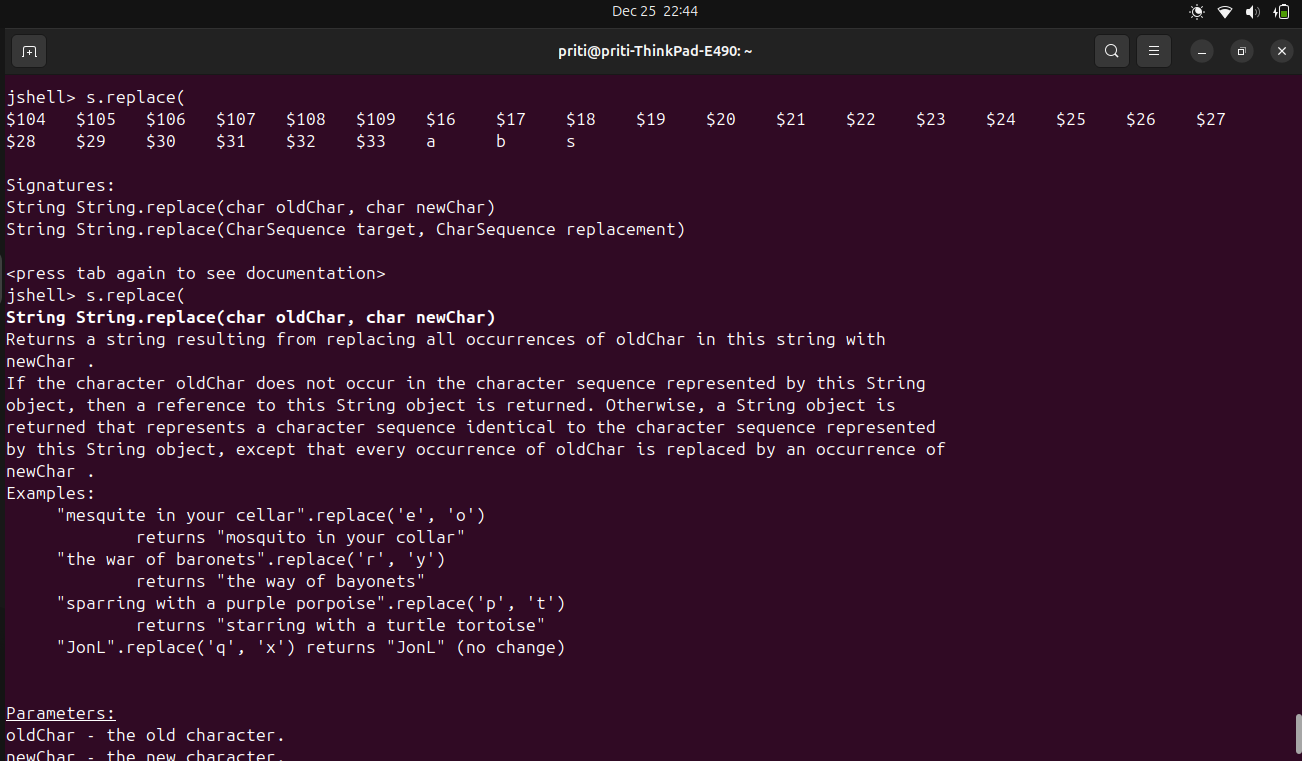 Dec 25 22:44
priti@priti-ThinkPad-E490: ~
jshell> s.replace(
$104 $105 $106 $107 $108 $109 $16 $17 $18 $19 $20 $21 $22 $23 $24 $25 $26 $27
$28 $29 $30 $31 $32 $33 a b s
Signatures:
String String.replace(char oldChar, char newChar)
String String.replace(CharSequence target, CharSequence replacement)
<press tab again to see documentation>
jshell> s.replace(
String String.replace(char oldChar, char newChar)
Returns a string resulting from replacing all occurrences of oldChar in this string with
newChar .
If the character oldChar does not occur in the character sequence represented by this String
object, then a reference to this String object is returned. Otherwise, a String object is
returned that represents a character sequence identical to the character sequence represented
by this String object, except that every occurrence of oldChar is replaced by an occurrence of
newChar .
Examples:
"mesquite in your cellar".replace('e', 'o')
returns "mosquito in your collar"
"the war of baronets".replace('r', 'y')
returns "the way of bayonets"
"sparring with a purple porpoise".replace('p', 't')
returns "starring with a turtle tortoise"
"JonL".replace('q', 'x') returns "JonL" (no change)
Parameters:
oldChar - the old character.
newChar - the new character.